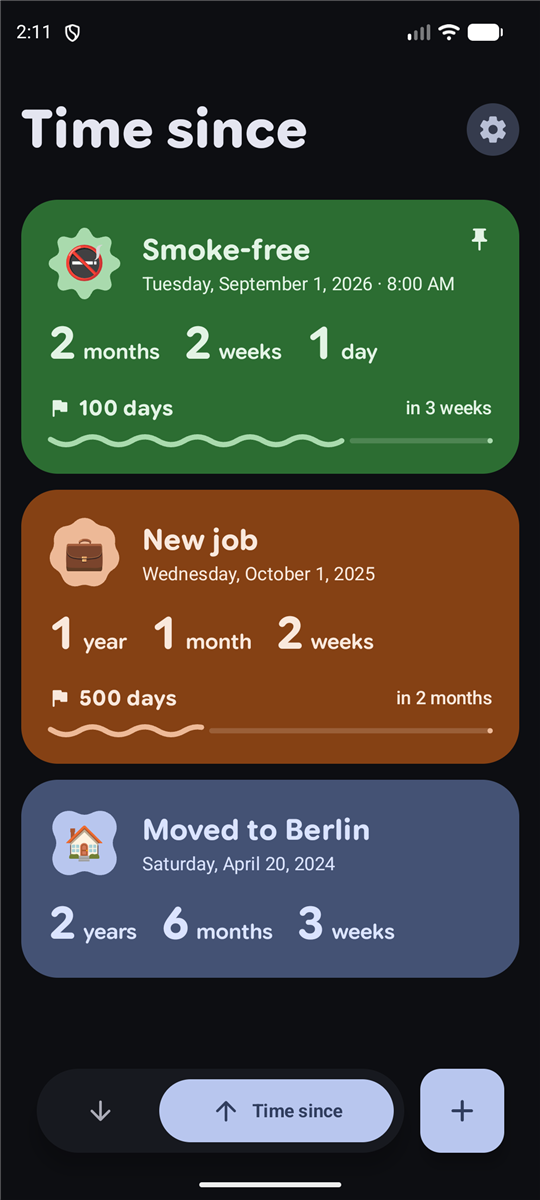 2:11
Time since
Smoke-free
Tuesday, September 1, 2026 · 8:00 AM
2 months 2 weeks 1 day
100 days in 3 weeks
New job
Wednesday, October 1, 2025
1 year 1 month 2 weeks
500 days in 2 months
Moved to Berlin
Saturday, April 20, 2024
2 years 6 months 3 weeks
Time since